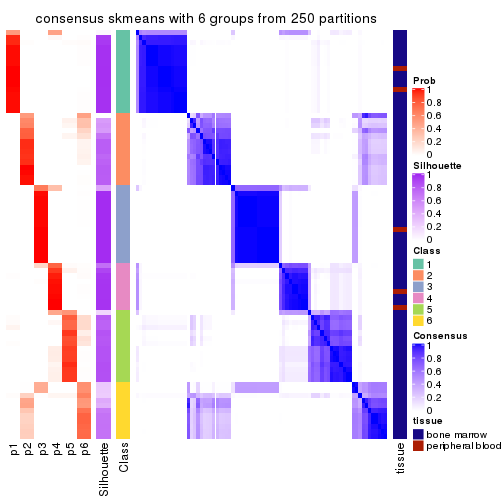 consensus skmeans with 6 groups from 250 partitions
Prob
1
0.8
0.6
0.4
0.2
0
Silhouette
1
0.8
0.6
0.4
0.2
0
Class
1
2
3
4
5
6
Consensus
1
0.8
0.6
0.4
0.2
0
tissue
bone marrow
peripheral blood
p1
p2
p3
p4
p5
p6
Silhouette
Class
tissue